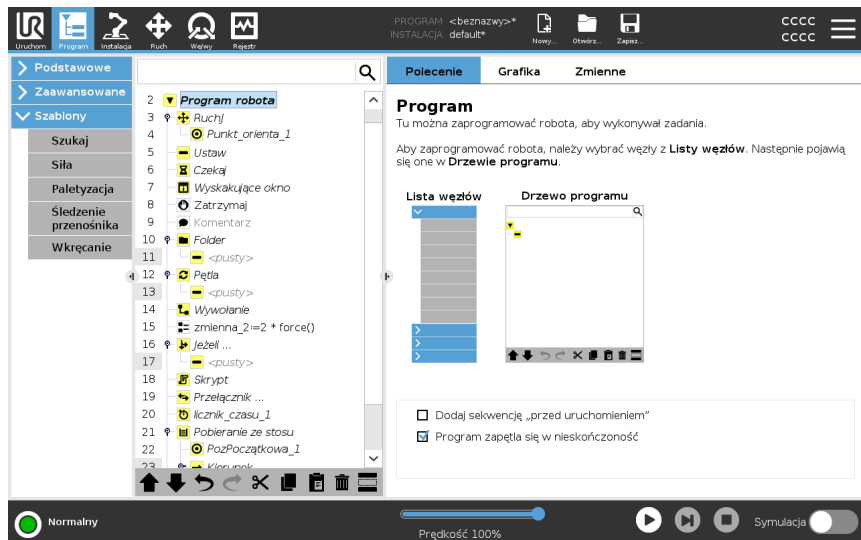 PROGRAM <beznazwy>*
INSTALACJA default*
Uruchom Program Instalacja Ruch We/wy Rejestr
Nowy... Otwórz... Zapisz...
cccc
cccc
Podstawowe
Zaawansowane
Szablony
Szukaj
Siła
Paletyzacja
Śledzenie
przenośnika
Wkręcanie
2 Program robota
3 RuchJ
4 Punkt_orienta_1
5 Ustaw
6 Czekaj
7 Wyskakujące okno
8 Zatrzymaj
9 Komentarz
10 Folder
11 <pusty>
12 Pętla
13 <pusty>
14 Wywołanie
15 zmienna_2:=2 * force()
16 Jeżeli ...
17 <pusty>
18 Skrypt
19 Przełącznik ...
20 licznik_czasu_1
21 Pobieranie ze stosu
22 PozPoczątkowa_1
23 Kierunek
Polecenie Grafika Zmienne
Program
Tu można zaprogramować robota, aby wykonywał zadania.
Aby zaprogramować robota, należy wybrać węzły z Listy węzłów. Następnie pojawią
się one w Drzewie programu.
Lista węzłów Drzewo programu
Dodaj sekwencję „przed uruchomieniem”
Program zapętla się w nieskończoność
Normalny
Prędkość 100%
Symulacja